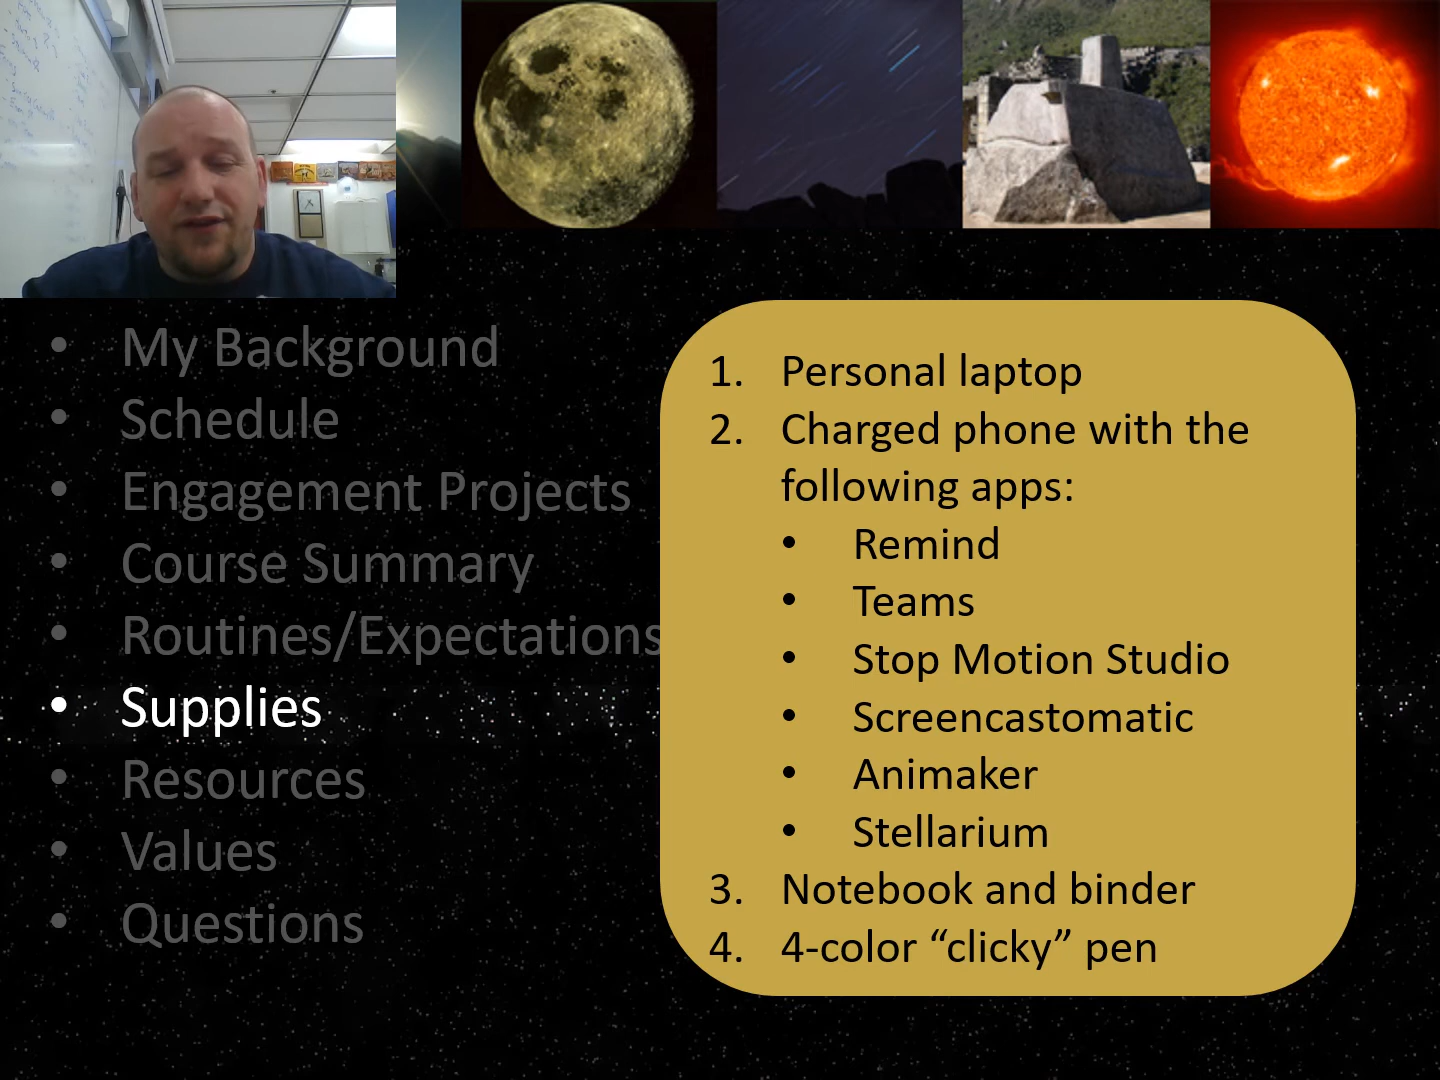 • My Background
• Schedule
• Engagement Projects
• Course Summary
• Routines/Expectations
• Supplies
• Resources
• Values
• Questions
1. Personal laptop
2. Charged phone with the
following apps:
• Remind
• Teams
• Stop Motion Studio
• Screencastomatic
• Animaker
• Stellarium
3. Notebook and binder
4. 4-color “clicky” pen